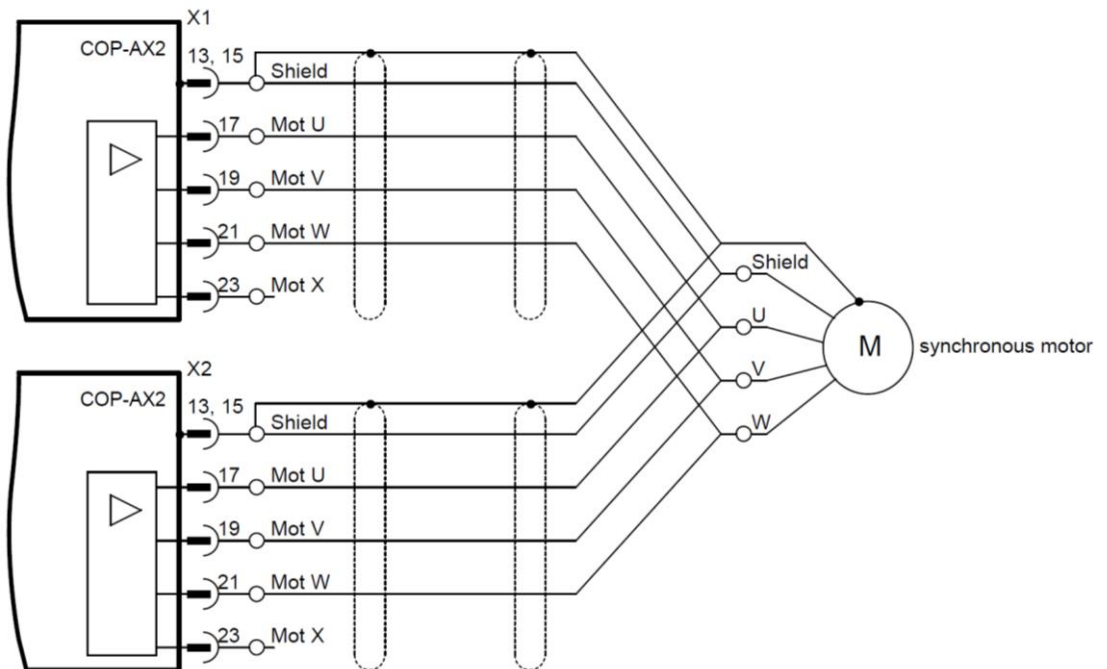 X1
COP-AX2
13, 15
Shield
17 Mot U
19 Mot V
21 Mot W
23 Mot X
Shield
U
V
W
M
synchronous motor
X2
COP-AX2
13, 15
Shield
17 Mot U
19 Mot V
21 Mot W
23 Mot X